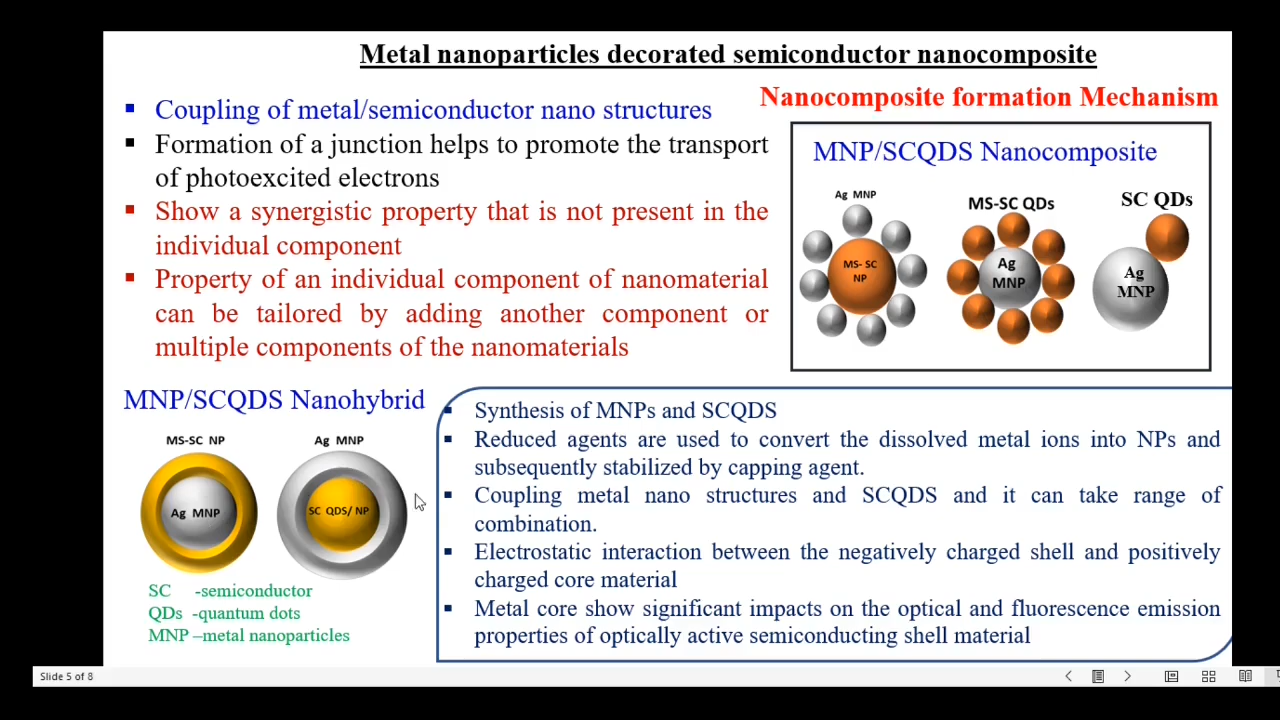 Metal nanoparticles decorated semiconductor nanocomposite
▪ Coupling of metal/semiconductor nano structures
▪ Formation of a junction helps to promote the transport
of photoexcited electrons
▪ Show a synergistic property that is not present in the
individual component
▪ Property of an individual component of nanomaterial
can be tailored by adding another component or
multiple components of the nanomaterials
Nanocomposite formation Mechanism
MNP/SCQDS Nanocomposite
Ag MNP
MS- SC
NP
MS-SC QDs
Ag
MNP
SC QDs
Ag
MNP
MNP/SCQDS Nanohybrid
MS-SC NP
Ag MNP
Ag MNP
SC QDS/ NP
SC -semiconductor
QDs -quantum dots
MNP –metal nanoparticles
▪ Synthesis of MNPs and SCQDS
▪ Reduced agents are used to convert the dissolved metal ions into NPs and
subsequently stabilized by capping agent.
▪ Coupling metal nano structures and SCQDS and it can take range of
combination.
▪ Electrostatic interaction between the negatively charged shell and positively
charged core material
▪ Metal core show significant impacts on the optical and fluorescence emission
properties of optically active semiconducting shell material
Slide 5 of 8